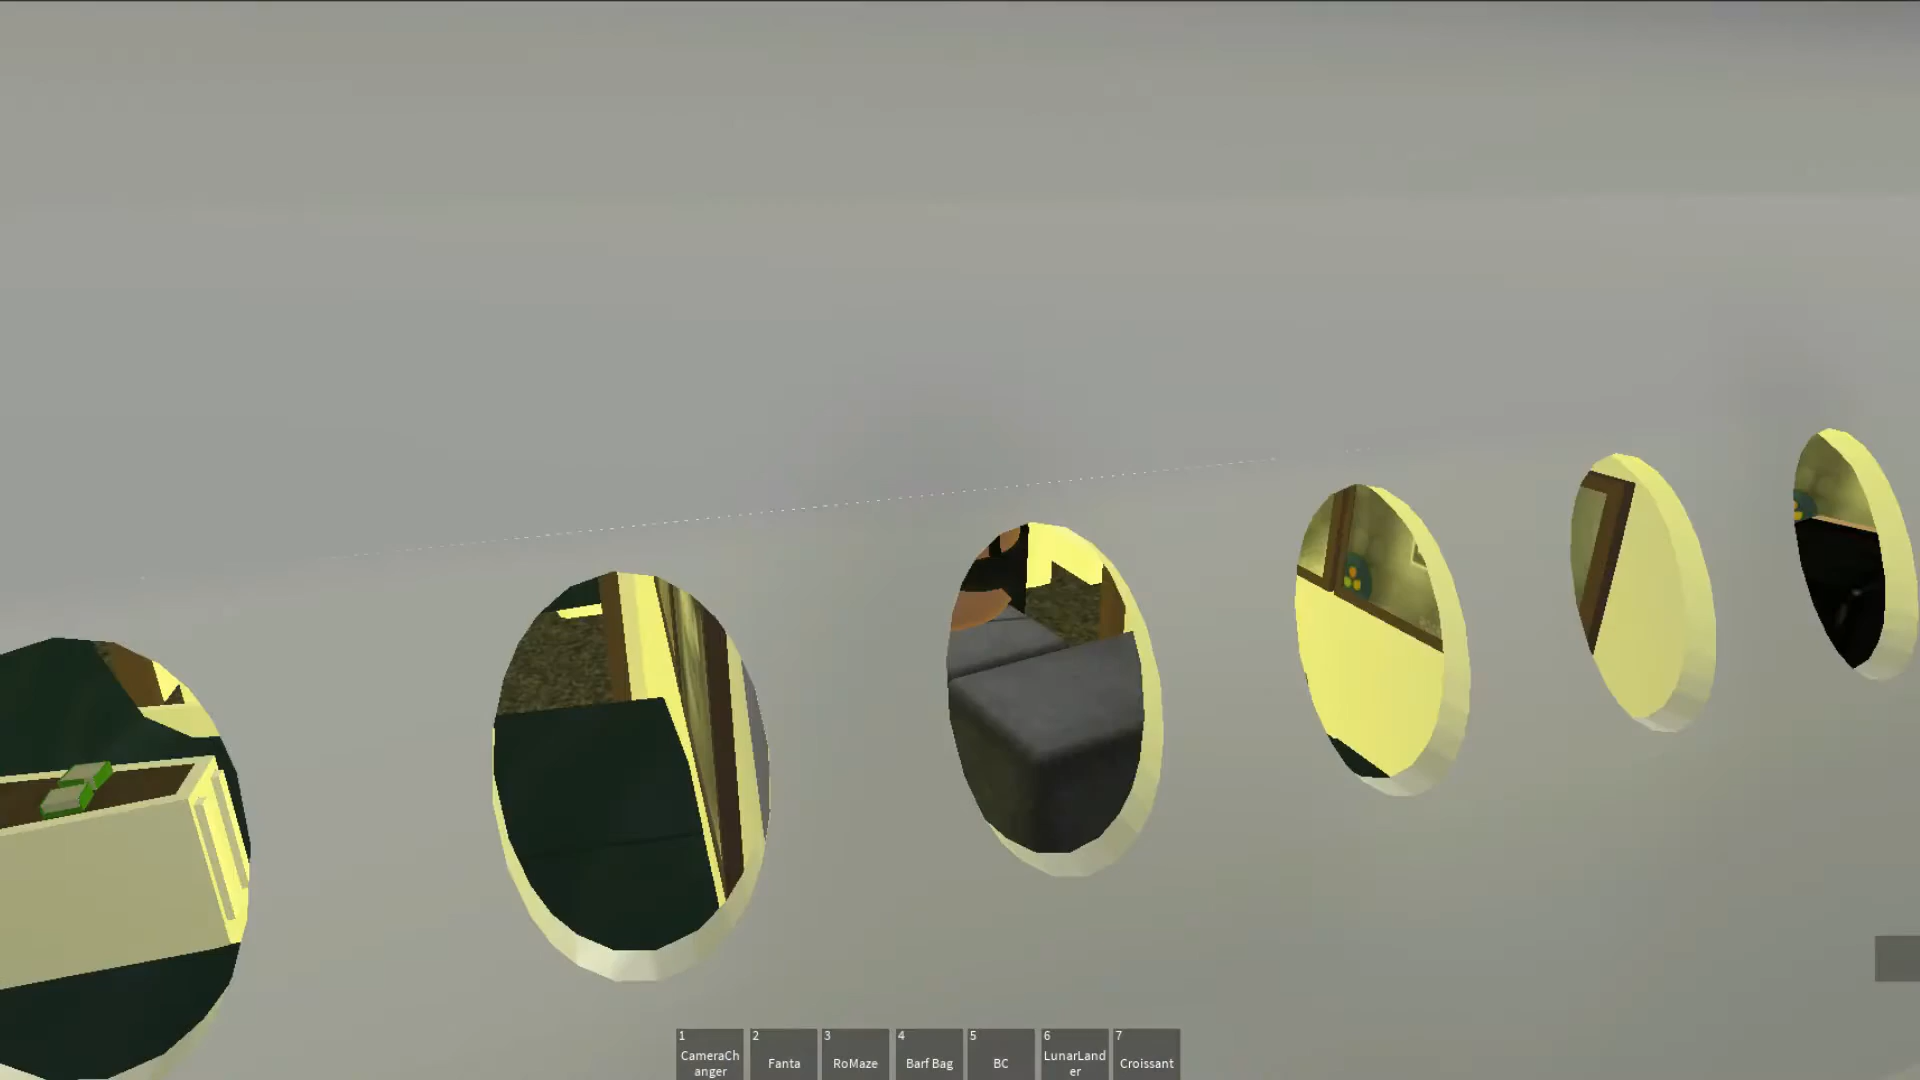 1
CameraCh
anger
2
Fanta
3
RoMaze
4
Barf Bag
5
BC
6
LunarLand
er
7
Croissant